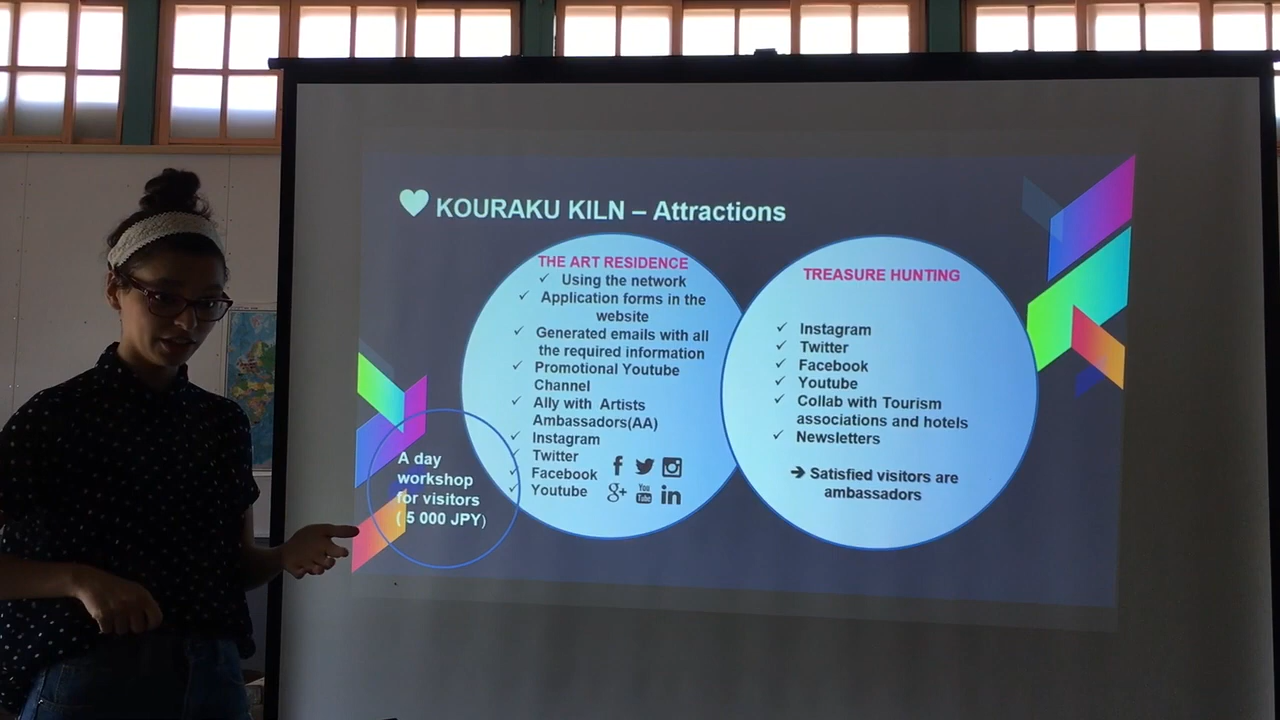 KOURAKU KILN – Attractions
THE ART RESIDENCE
✓ Using the network
✓ Application forms in the
website
✓ Generated emails with all
the required information
✓ Promotional Youtube
Channel
✓ Ally with Artists
Ambassadors(AA)
✓ Instagram
✓ Twitter
✓ Facebook
✓ Youtube
f
g+
You
Tube
in
TREASURE HUNTING
✓ Instagram
✓ Twitter
✓ Facebook
✓ Youtube
✓ Collab with Tourism
associations and hotels
✓ Newsletters
➔ Satisfied visitors are
ambassadors
A day
workshop
for visitors
( 5 000 JPY)